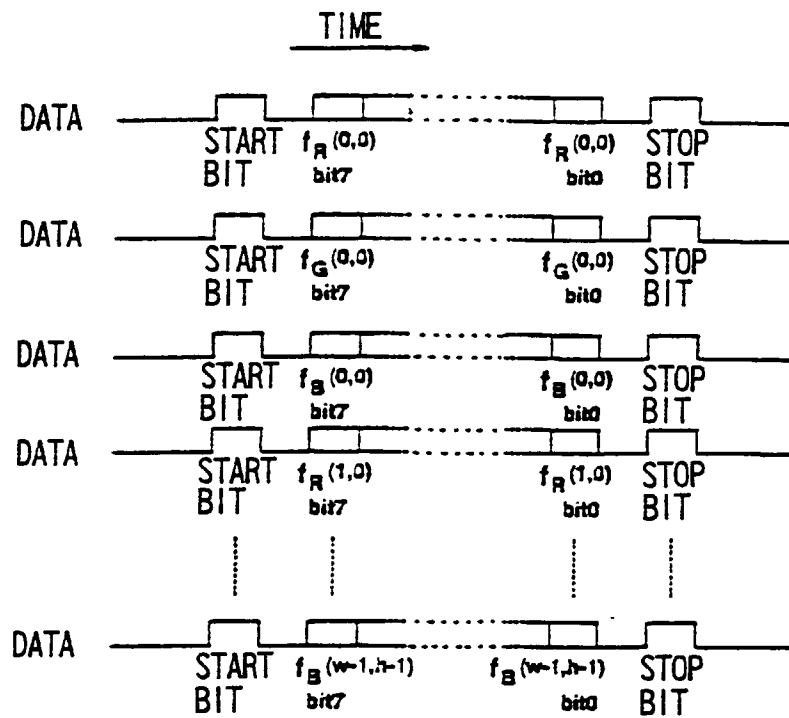 TIME
DATA
START BIT
f_R(0,0) bit7
f_R(0,0) bit0
STOP BIT
DATA
START BIT
f_G(0,0) bit7
f_G(0,0) bit0
STOP BIT
DATA
START BIT
f_B(0,0) bit7
f_B(0,0) bit0
STOP BIT
DATA
START BIT
f_R(1,0) bit7
f_R(1,0) bit0
STOP BIT
DATA
START BIT
f_B(w-1,h-1) bit7
f_B(w-1,h-1) bit0
STOP BIT